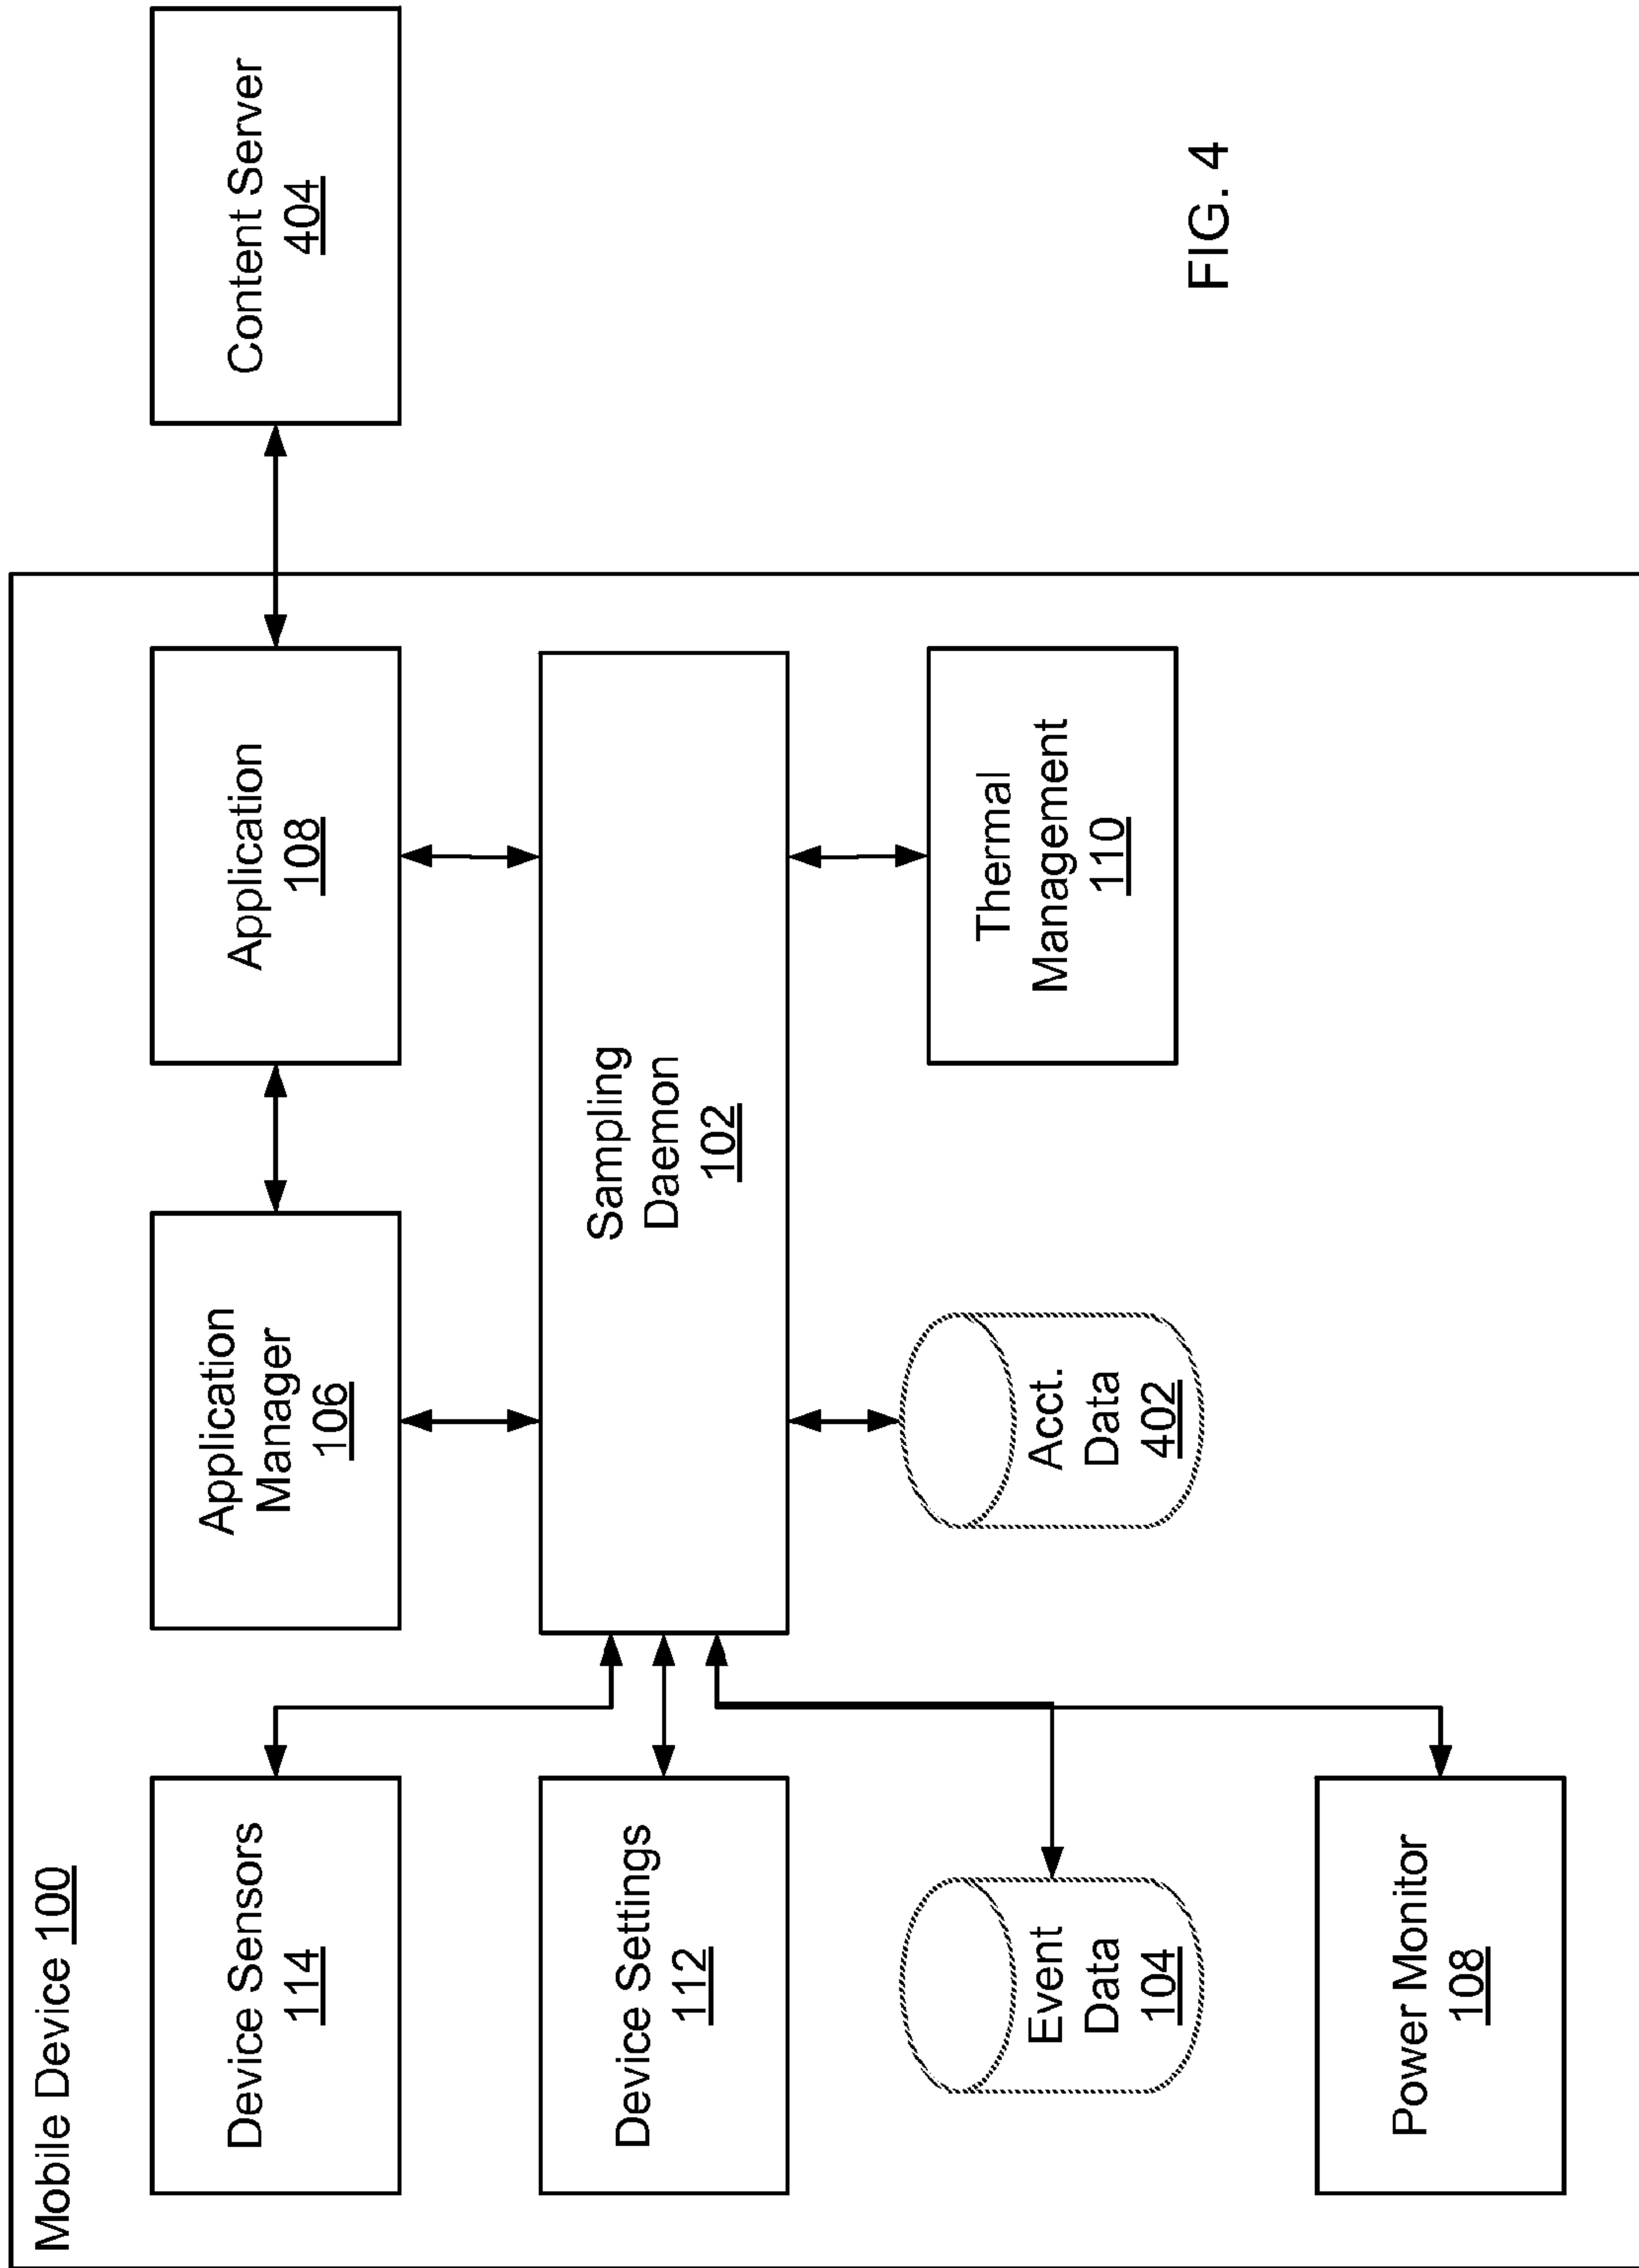 Mobile Device 100
Device Sensors
114
Application
Manager
106
Application
108
Content Server
404
Device Settings
112
Sampling
Daemon
102
Event
Data
104
Acct.
Data
402
Thermal
Management
110
Power Monitor
108
FIG. 4